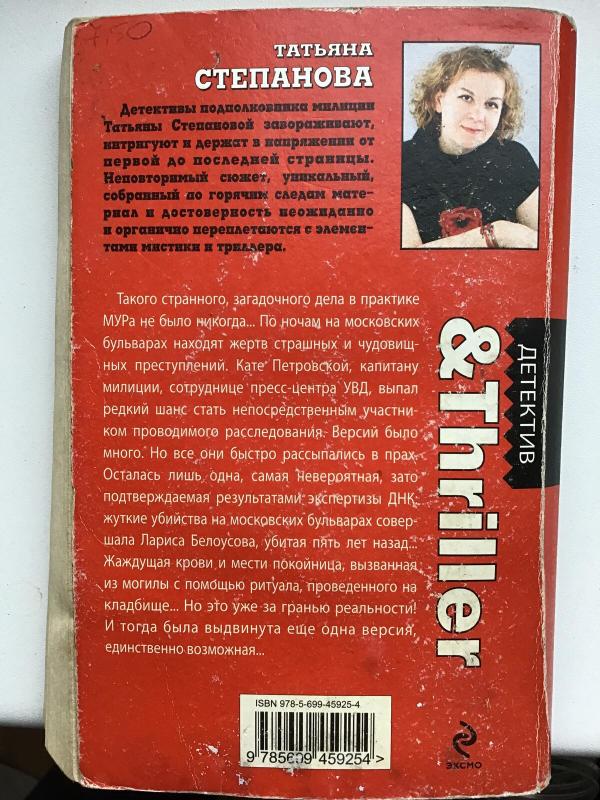 7,50
ТАТЬЯНА
СТЕПАНОВА
Детективы подполковника милиции
Татьяны Степановой завораживают,
интригуют и держат в напряжении от
первой до последней страницы.
Неповторимый сюжет, уникальный,
собранный по горячим следам мате-
риал и достоверность неожиданно
и органично переплетаются с элемен-
тами мистики и триллера.
Такого странного, загадочного дела в практике
МУРа не было никогда... По ночам на московских
бульварах находят жертв страшных и чудовищ-
ных преступлений. Кате Петровской, капитану
милиции, сотруднице пресс-центра УВД, выпал
редкий шанс стать непосредственным участни-
ком проводимого расследования. Версий было
много. Но все они быстро рассыпались в прах.
Осталась лишь одна, самая невероятная, зато
подтверждаемая результатами экспертизы ДНК:
жуткие убийства на московских бульварах совер-
шала Лариса Белоусова, убитая пять лет назад...
Жаждущая крови и мести покойница, вызванная
из могилы с помощью ритуала, проведенного на
кладбище... Но это уже за гранью реальности!
И тогда была выдвинута еще одна версия,
единственно возможная...
ДЕТЕКТИВ
&Thriller
ISBN 978-5-699-45925-4
9 785699 459254 >
ЭКСМО